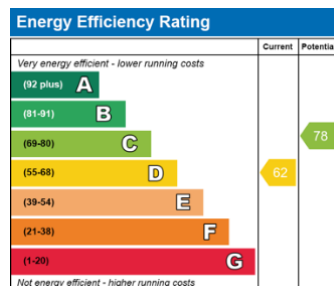 Energy Efficiency Rating
Current Potentia
Very energy efficient - lower running costs
(92 plus) A
(81-91) B
(69-80) C
78
(55-68) D
62
(39-54) E
(21-38) F
(1-20) G
Not energy efficient - higher running costs